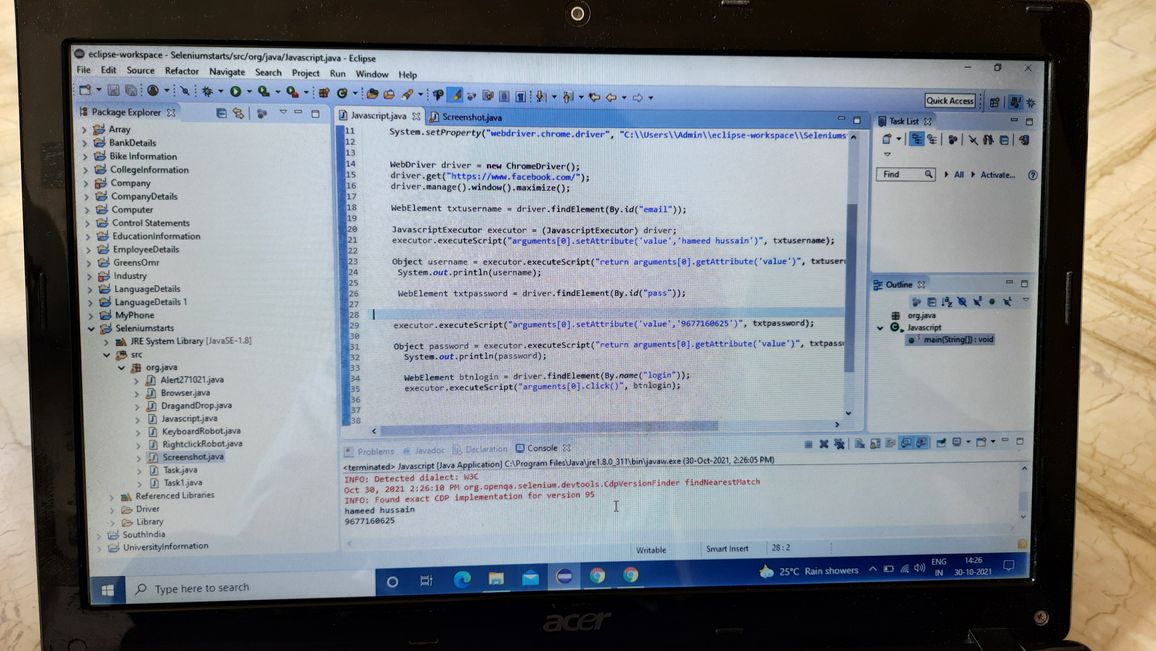 eclipse-workspace - Seleniumstarts/src/org/java/Javascript.java - Eclipse
File Edit Source Refactor Navigate Search Project Run Window Help
Quick Access
Package Explorer
Array
BankDetails
Bike Information
CollegeInformation
Company
CompanyDetails
Computer
Control Statements
EducationInformation
EmployeeDetails
GreensOmr
Industry
LanguageDetails
LanguageDetails 1
MyPhone
Seleniumstarts
JRE System Library [JavaSE-1.8]
src
org.java
Alert271021.java
Browser.java
DragandDrop.java
Javascript.java
KeyboardRobot.java
RightclickRobot.java
Screenshot.java
Task.java
Task1.java
Referenced Libraries
Driver
Library
SouthIndia
UniversityInformation
Javascript.java Screenshot.java
11 System.setProperty("webdriver.chrome.driver", "C:\\Users\\Admin\\eclipse-workspace\\Seleniums
12
13
14 WebDriver driver = new ChromeDriver();
15 driver.get("https://www.facebook.com/");
16 driver.manage().window().maximize();
17
18 WebElement txtusername = driver.findElement(By.id("email"));
19
20 JavascriptExecutor executor = (JavascriptExecutor) driver;
21 executor.executeScript("arguments[0].setAttribute('value','hameed hussain')", txtusername);
22
23 Object username = executor.executeScript("return arguments[0].getAttribute('value')", txtuser
24 System.out.println(username);
25
26 WebElement txtpassword = driver.findElement(By.id("pass"));
27
28
29 executor.executeScript("arguments[0].setAttribute('value','9677160625')", txtpassword);
30
31 Object password = executor.executeScript("return arguments[0].getAttribute('value')", txtpass
32 System.out.println(password);
33
34 WebElement btnlogin = driver.findElement(By.name("login"));
35 executor.executeScript("arguments[0].click()", btnlogin);
36
37
38
Task List
Find All Activate...
Outline
org.java
Javascript
main(String[]) : void
Problems Javadoc Declaration Console
<terminated> Javascript [Java Application] C:\Program Files\Java\jre1.8.0_311\bin\javaw.exe (30-Oct-2021, 2:26:05 PM)
INFO: Detected dialect: W3C
Oct 30, 2021 2:26:10 PM org.openqa.selenium.devtools.CdpVersionFinder findNearestMatch
INFO: Found exact CDP implementation for version 95
hameed hussain
9677160625
Writable Smart Insert 28 : 2
Type here to search
25°C Rain showers
ENG
IN
14:26
30-10-2021
acer